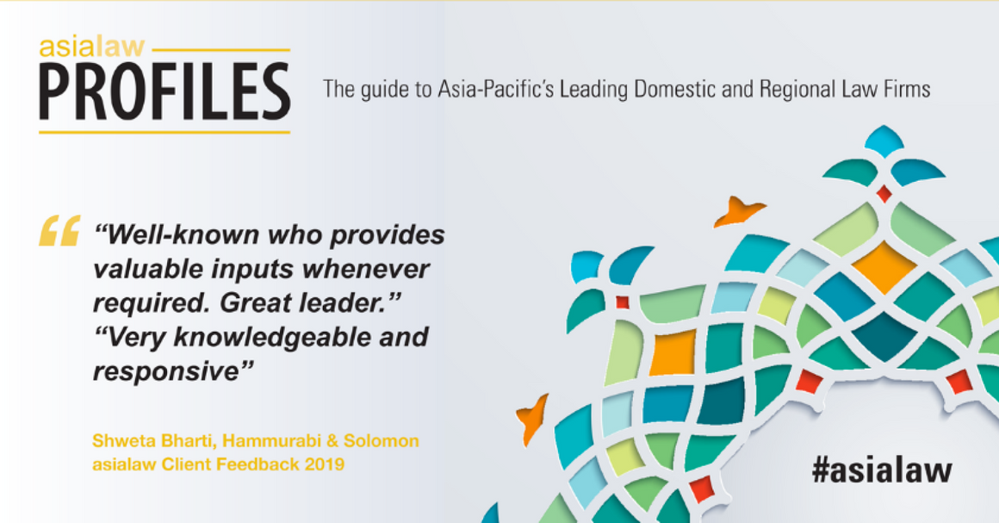 asialaw
PROFILES
The guide to Asia-Pacific's Leading Domestic and Regional Law Firms
“Well-known who provides
valuable inputs whenever
required. Great leader.”
“Very knowledgeable and
responsive”
Shweta Bharti, Hammurabi & Solomon
asialaw Client Feedback 2019
#asialaw